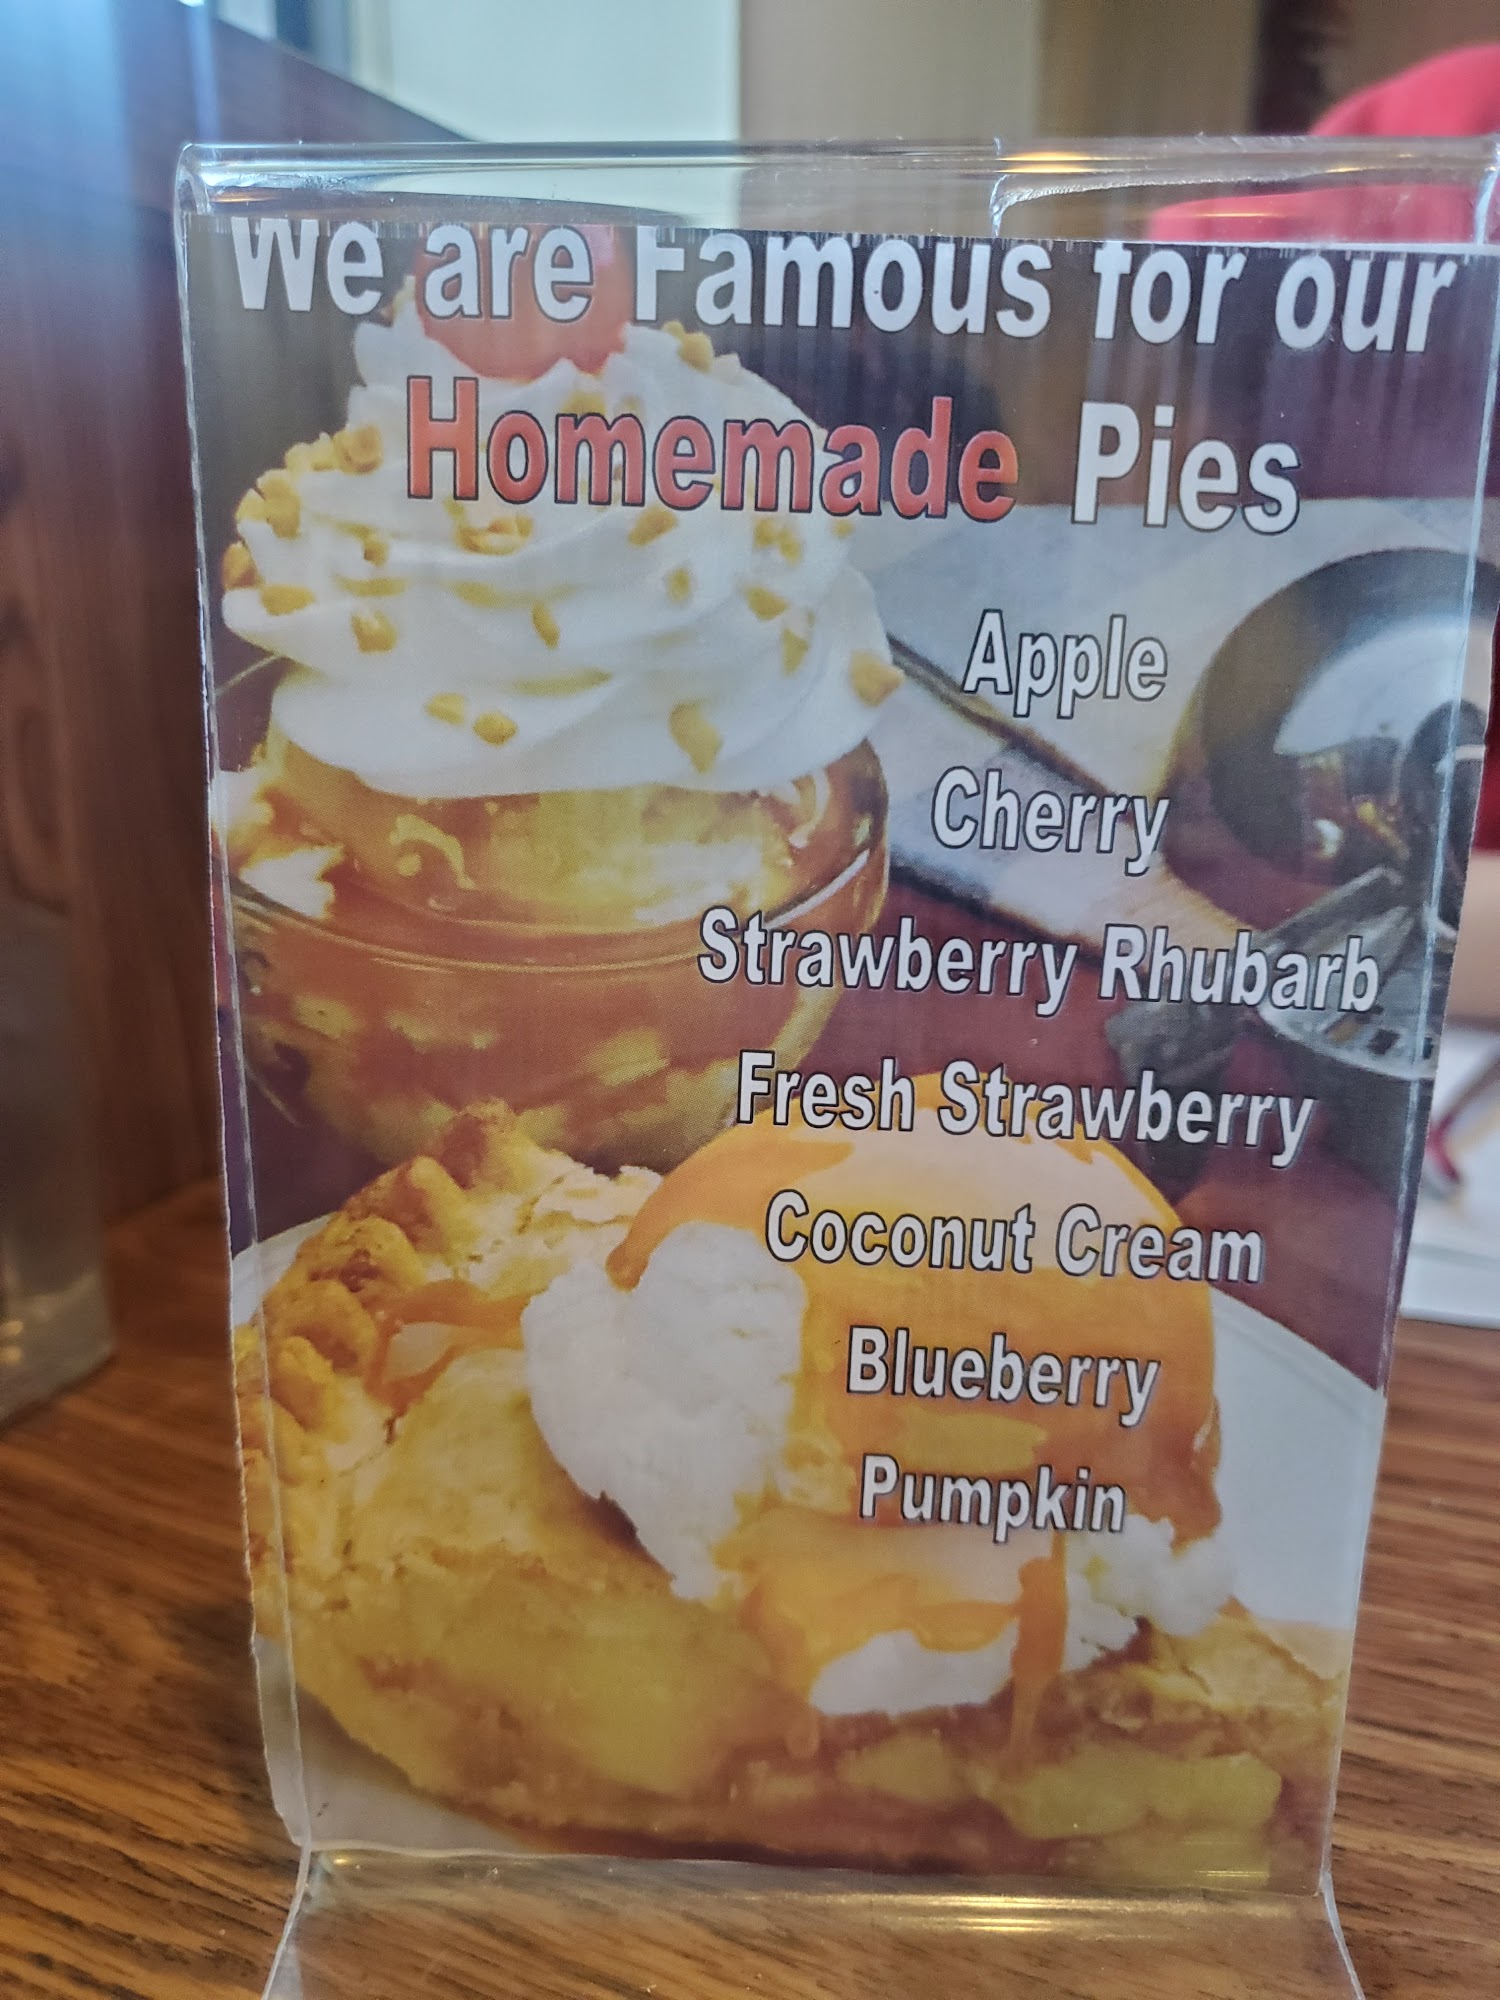 We are Famous for our
Homemade Pies
Apple
Cherry
Strawberry Rhubarb
Fresh Strawberry
Coconut Cream
Blueberry
Pumpkin